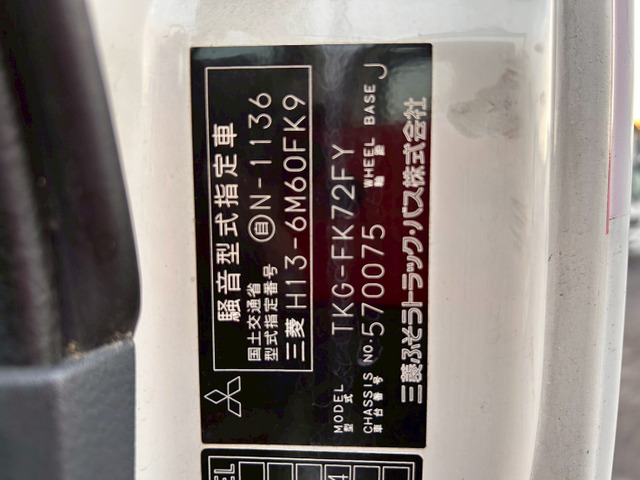 騒音型式指定車
国土交通省
型式指定番号 自 N-1136
三菱 H13-6M60FK9
MODEL
型式 TKG-FK72FY
CHASSIS NO. 570075 WHEEL BASE J
車台番号 軸距
三菱ふそうトラック・バス株式会社
EL
4